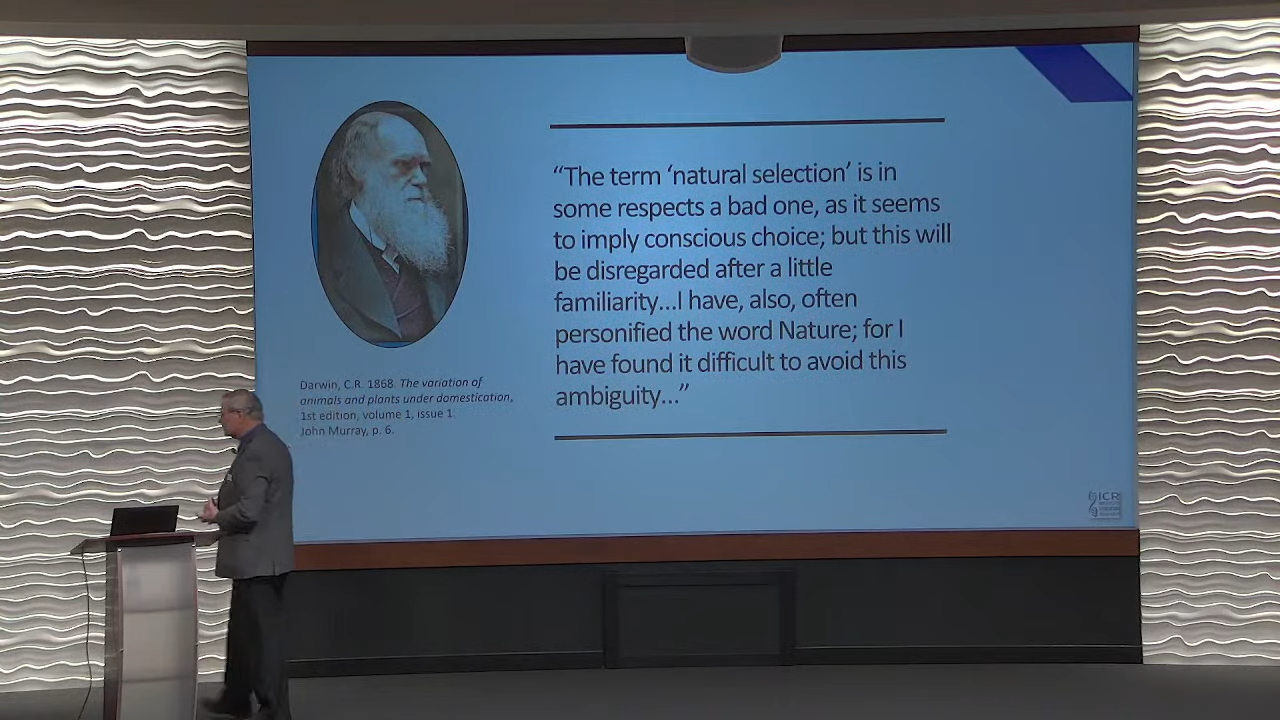 “The term ‘natural selection’ is in
some respects a bad one, as it seems
to imply conscious choice; but this will
be disregarded after a little
familiarity...I have, also, often
personified the word Nature; for I
have found it difficult to avoid this
ambiguity...”
Darwin, C.R. 1868. The variation of
animals and plants under domestication,
1st edition, volume 1, issue 1.
John Murray, p. 6.
ICR